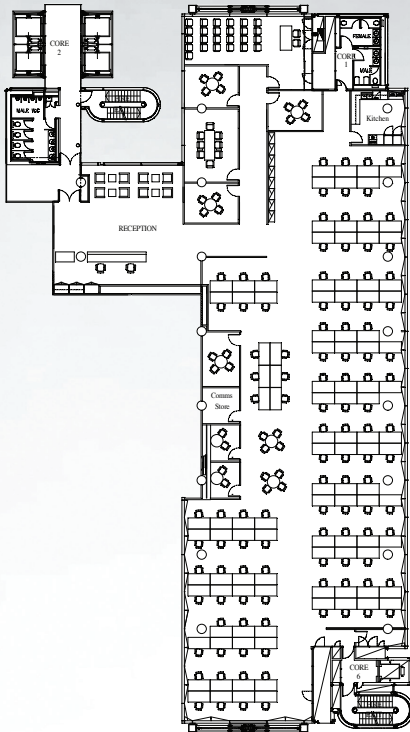 CORE
2
FEMALE
CORE
1
MALE
MALE W.C
Kitchen
RECEPTION
Comms
Store
CORE
6